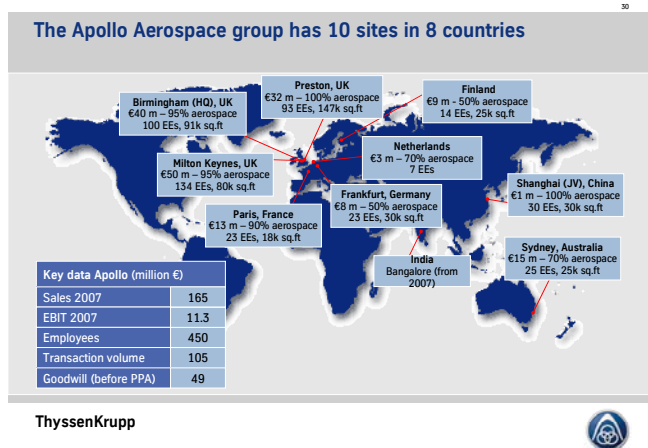 30
The Apollo Aerospace group has 10 sites in 8 countries
Preston, UK
€32 m – 100% aerospace
93 EEs, 147k sq.ft
Finland
€9 m - 50% aerospace
14 EEs, 25k sq.ft
Birmingham (HQ), UK
€40 m – 95% aerospace
100 EEs, 91k sq.ft
Netherlands
€3 m – 70% aerospace
7 EEs
Milton Keynes, UK
€50 m – 95% aerospace
134 EEs, 80k sq.ft
Shanghai (JV), China
€1 m – 100% aerospace
30 EEs, 30k sq.ft
Frankfurt, Germany
€8 m – 50% aerospace
23 EEs, 30k sq.ft
Paris, France
€13 m – 90% aerospace
23 EEs, 18k sq.ft
Sydney, Australia
€15 m – 70% aerospace
25 EEs, 25k sq.ft
India
Bangalore (from
2007)
Key data Apollo (million €)
Sales 2007 165
EBIT 2007 11.3
Employees 450
Transaction volume 105
Goodwill (before PPA) 49
ThyssenKrupp